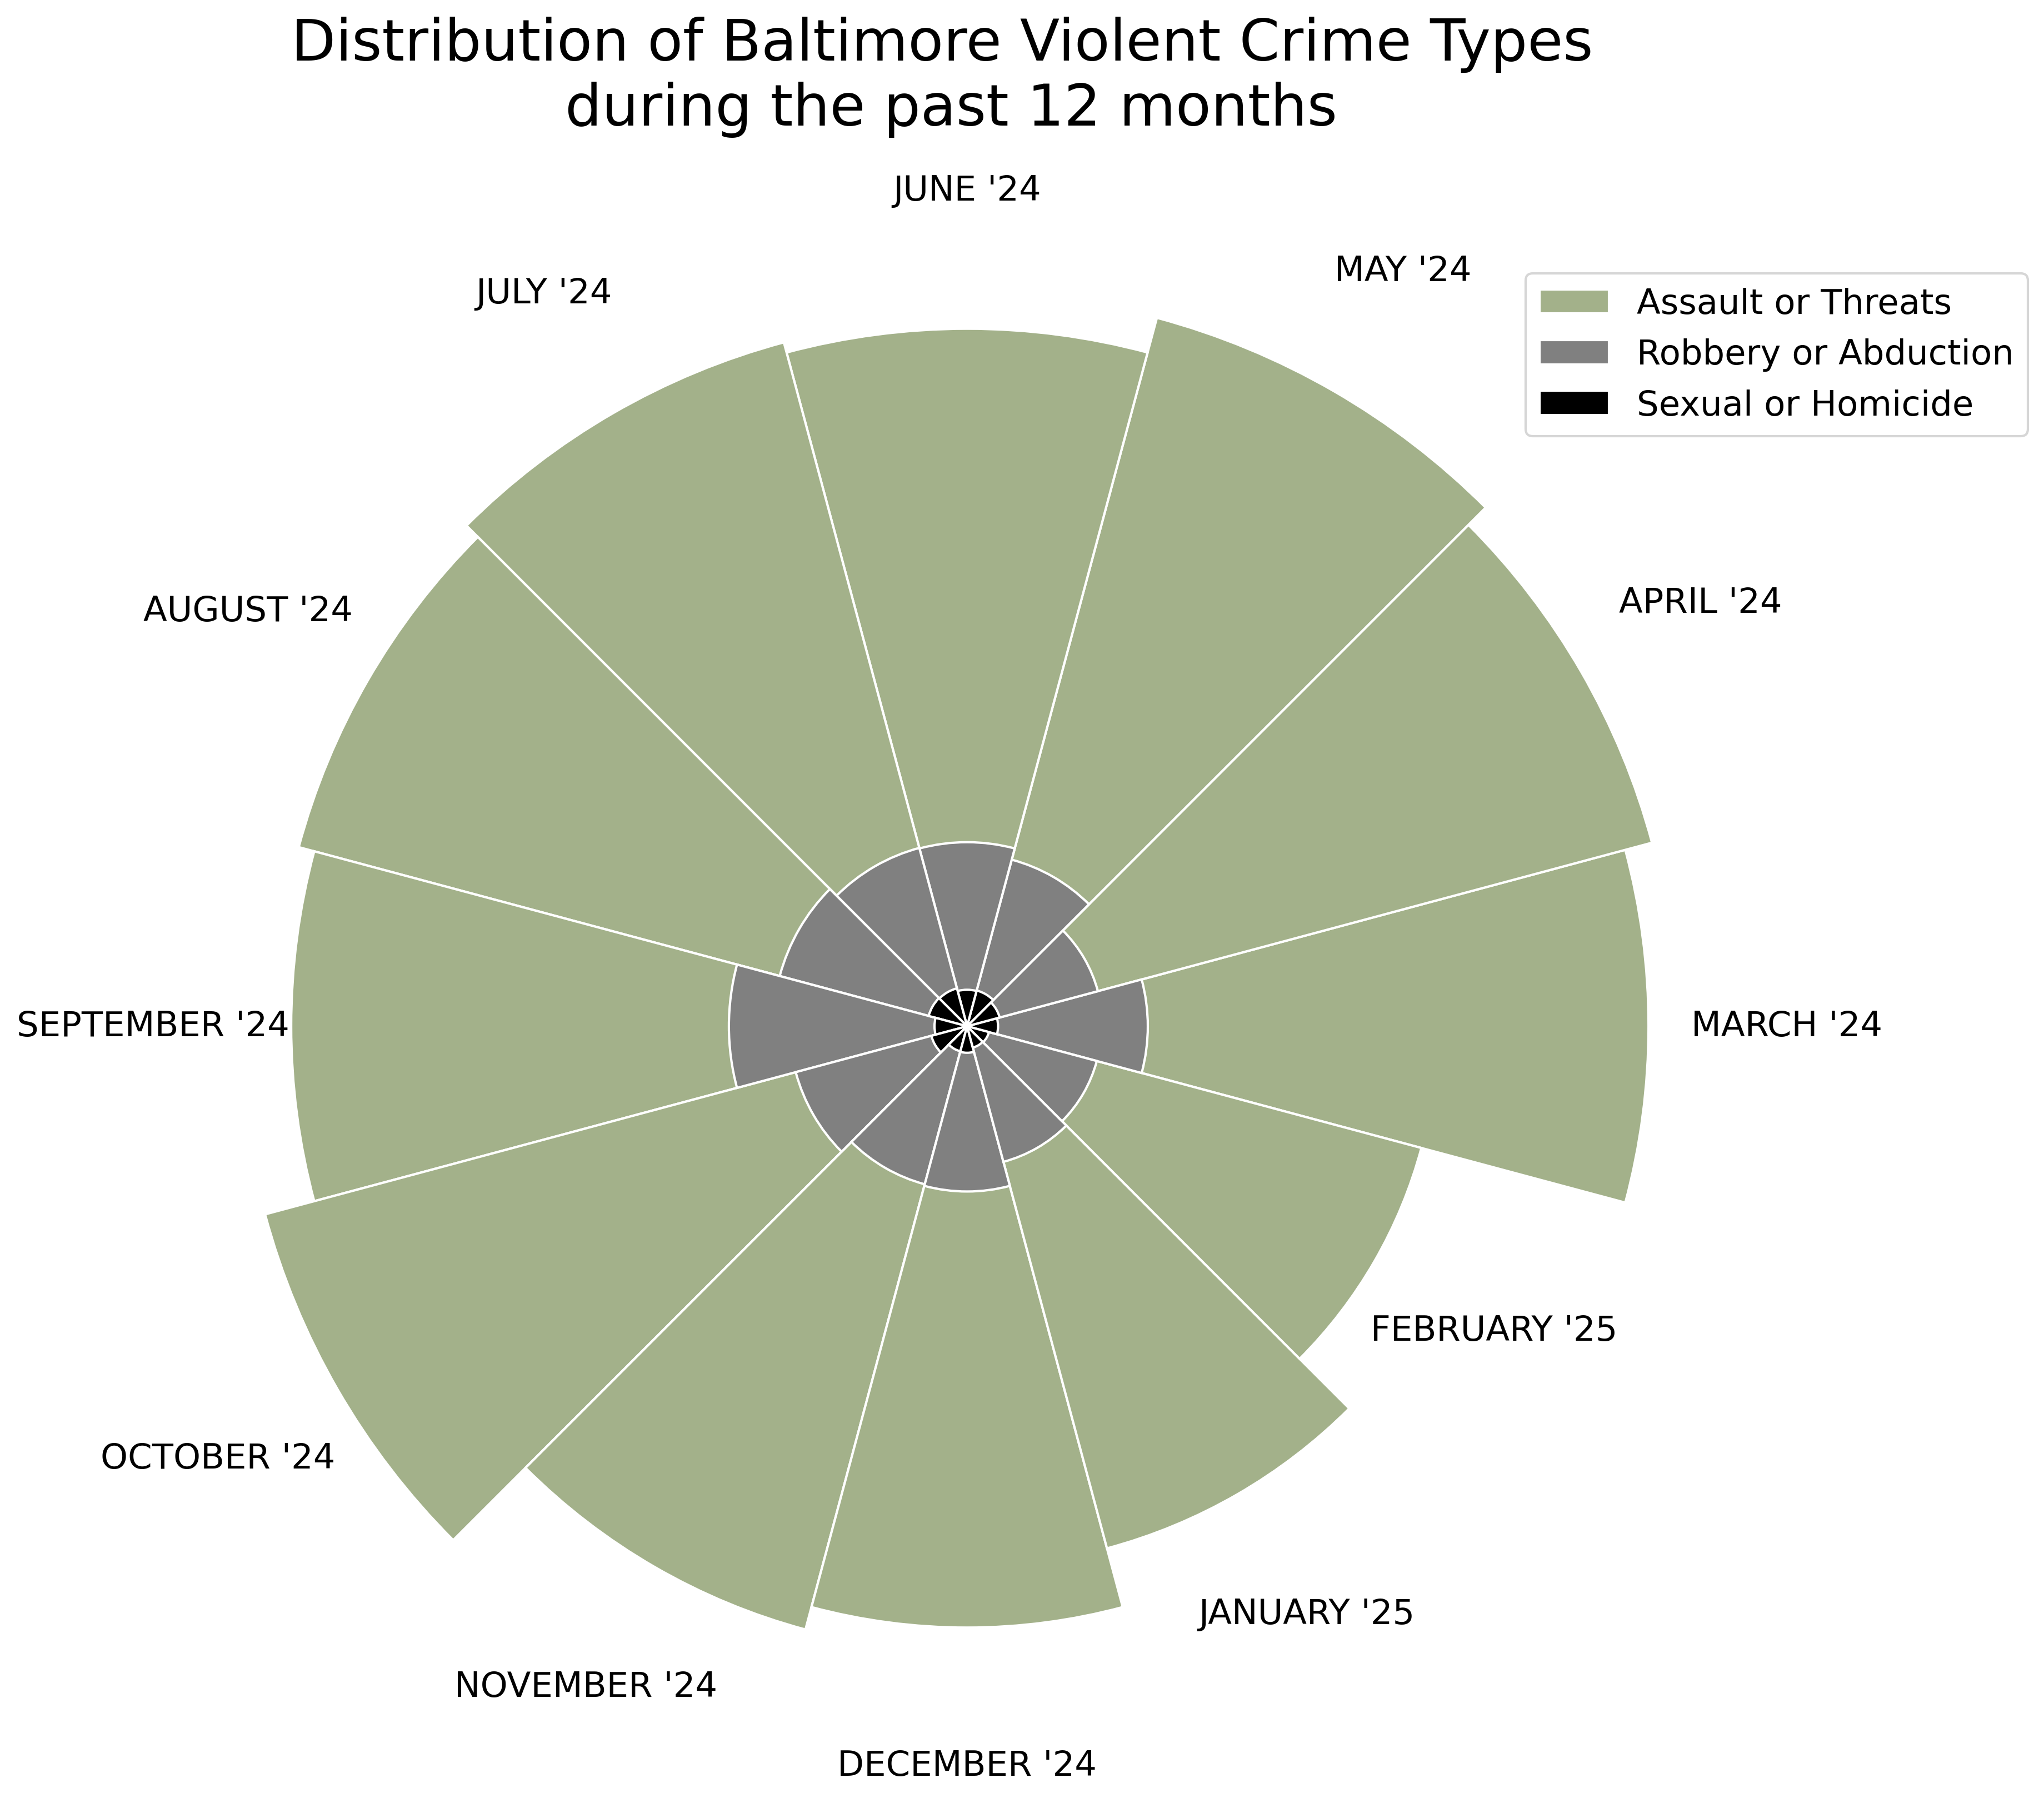 Distribution of Baltimore Violent Crime Types
during the past 12 months
JUNE '24
MAY '24
JULY '24
Assault or Threats
Robbery or Abduction
Sexual or Homicide
APRIL '24
AUGUST '24
SEPTEMBER '24
MARCH '24
FEBRUARY '25
OCTOBER '24
JANUARY '25
NOVEMBER '24
DECEMBER '24